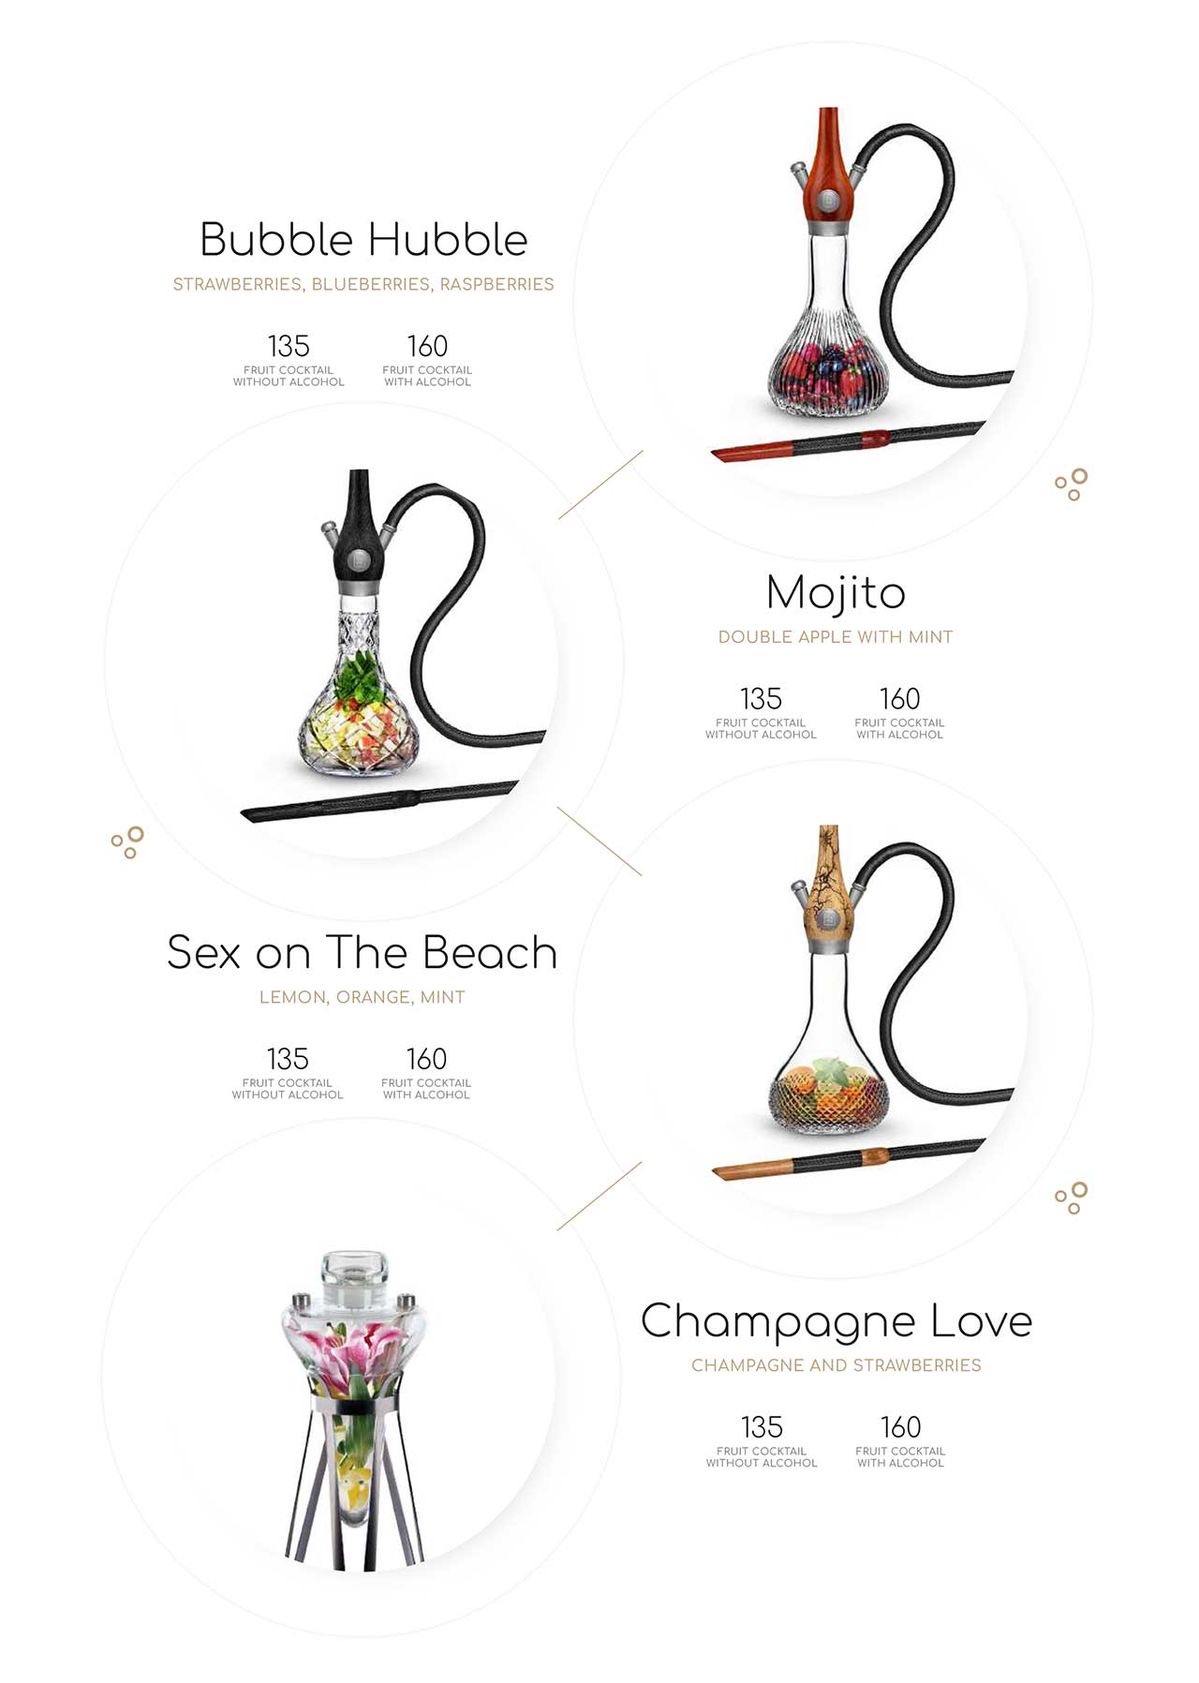 Bubble Hubble
STRAWBERRIES, BLUEBERRIES, RASPBERRIES
135 160
FRUIT COCKTAIL FRUIT COCKTAIL
WITHOUT ALCOHOL WITH ALCOHOL
Mojito
DOUBLE APPLE WITH MINT
135 160
FRUIT COCKTAIL FRUIT COCKTAIL
WITHOUT ALCOHOL WITH ALCOHOL
Sex on The Beach
LEMON, ORANGE, MINT
135 160
FRUIT COCKTAIL FRUIT COCKTAIL
WITHOUT ALCOHOL WITH ALCOHOL
Champagne Love
CHAMPAGNE AND STRAWBERRIES
135 160
FRUIT COCKTAIL FRUIT COCKTAIL
WITHOUT ALCOHOL WITH ALCOHOL